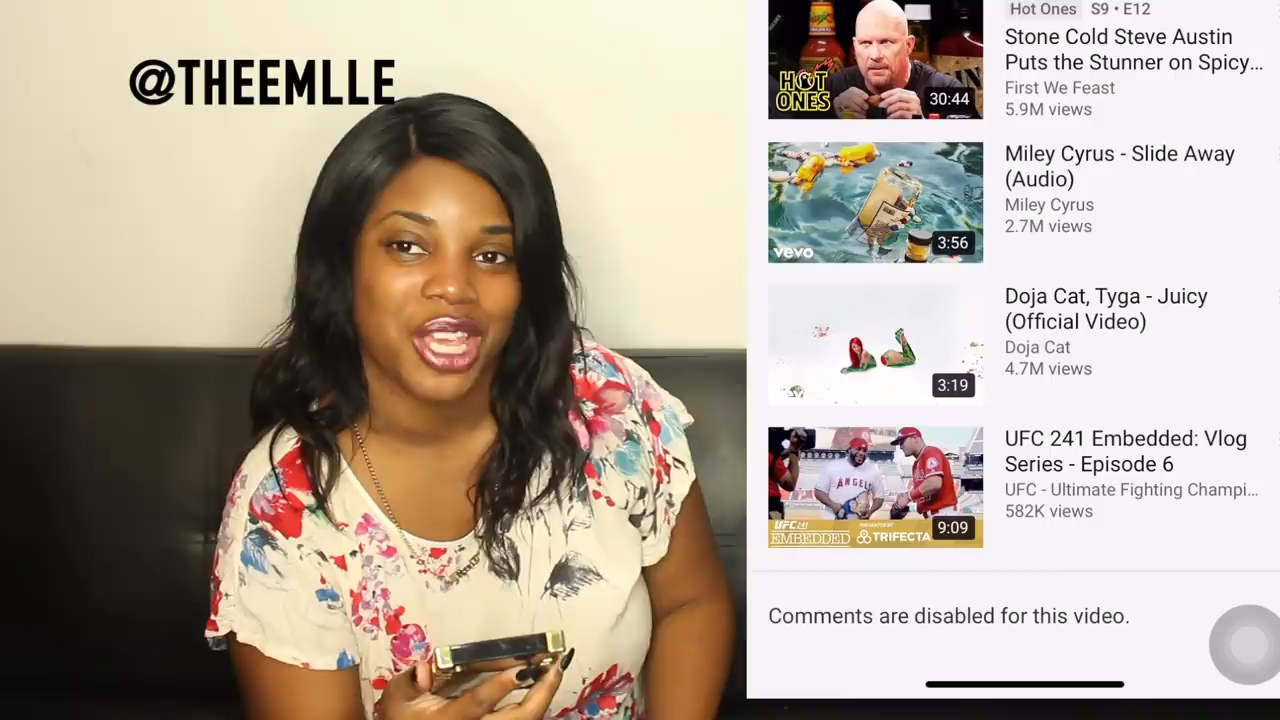 @THEEMLLE
Hot Ones S9 • E12
Stone Cold Steve Austin
Puts the Stunner on Spicy...
First We Feast
5.9M views
HOT
ONES
30:44
Miley Cyrus - Slide Away
(Audio)
Miley Cyrus
2.7M views
vevo
3:56
Doja Cat, Tyga - Juicy
(Official Video)
Doja Cat
4.7M views
3:19
UFC 241 Embedded: Vlog
Series - Episode 6
UFC - Ultimate Fighting Champi...
582K views
ANGELS
UFC 241
EMBEDDED
TRIFECTA
9:09
Comments are disabled for this video.